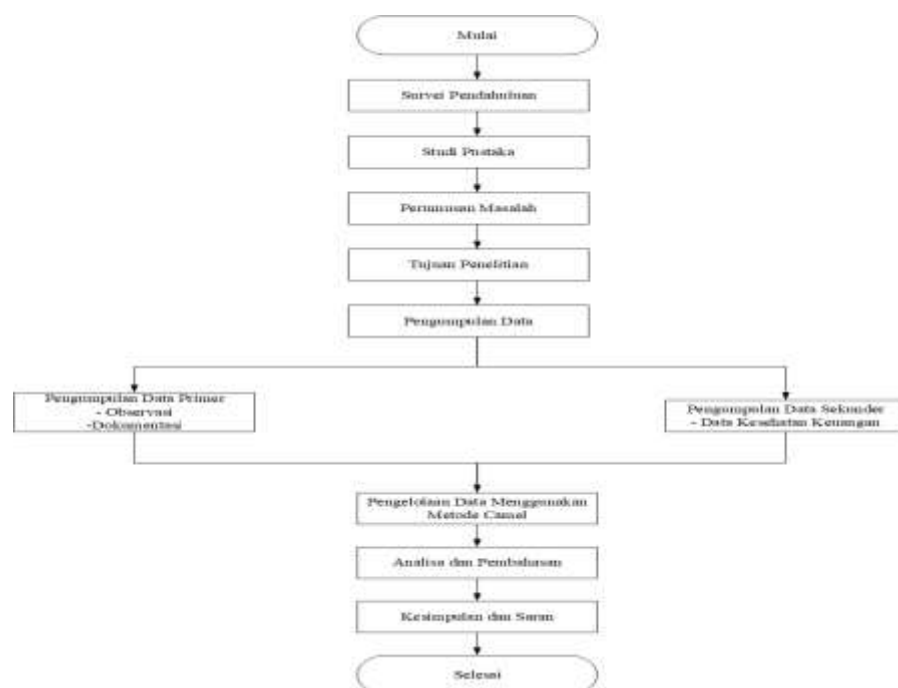 Mulai
Survei Pendahuluan
Studi Pustaka
Perumusan Masalah
Tujuan Penelitian
Pengumpulan Data
Pengumpulan Data Primer
- Observasi
-Dokumentasi
Pengumpulan Data Sekunder
- Data Kesehatan Keuangan
Pengelolaan Data Menggunakan
Metode Camel
Analisa dan Pembahasan
Kesimpulan dan Saran
Selesai